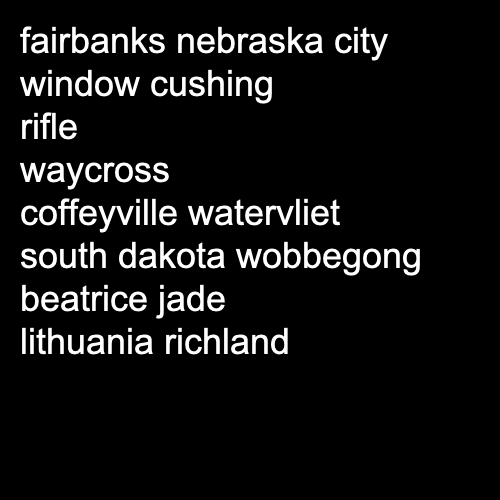 fairbanks nebraska city
window cushing
rifle
waycross
coffeyville watervliet
south dakota wobbegong
beatrice jade
lithuania richland